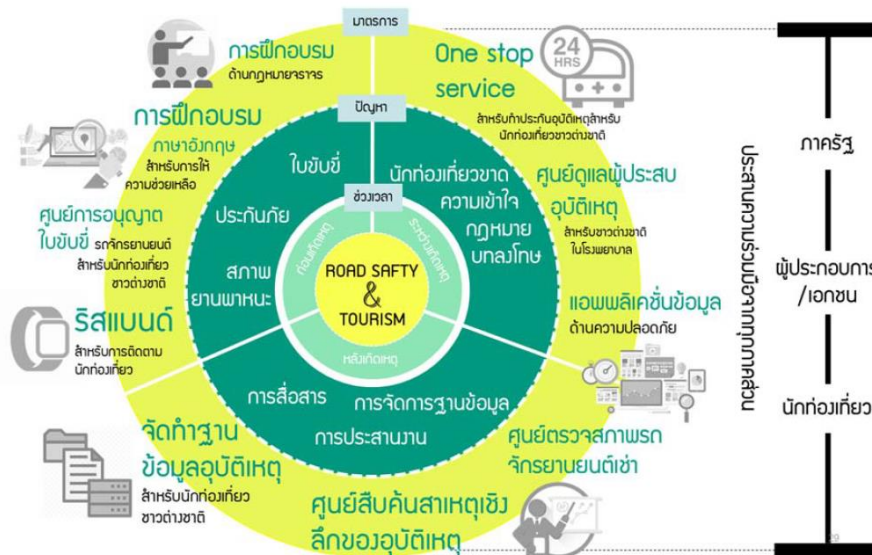 มาตรการ
การฝึกอบรม
ด้านกฎหมายจราจร
การฝึกอบรม
ภาษาอังกฤษ
สำหรับการให้
ความช่วยเหลือ
ศูนย์การอนุญาต
ใบขับขี่ รถจักรยานยนต์
สำหรับนักท่องเที่ยว
ชาวต่างชาติ
ริสแบนด์
สำหรับการติดตาม
นักท่องเที่ยว
จัดทำฐาน
ข้อมูลอุบัติเหตุ
สำหรับนักท่องเที่ยว
ชาวต่างชาติ
One stop
service
24
HRS
สำหรับทำประกันอุบัติเหตุสำหรับ
นักท่องเที่ยวชาวต่างชาติ
ศูนย์ดูแลผู้ประสบ
อุบัติเหตุ
สำหรับชาวต่างชาติ
ในโรงพยาบาล
แอพพลิเคชั่นข้อมูล
ด้านความปลอดภัย
ศูนย์ตรวจสภาพรถ
จักรยานยนต์เช่า
ศูนย์สืบค้นสาเหตุเชิง
ลึกของอุบัติเหตุ
ปัญหา
ใบขับขี่
ประกันภัย
สภาพ
ยานพาหนะ
นักท่องเที่ยวขาด
ความเข้าใจ
กฎหมาย
บทลงโทษ
การสื่อสาร
การจัดการฐานข้อมูล
การประสานงาน
ช่วงเวลา
ก่อนเกิดเหตุ
ระหว่างเกิดเหตุ
หลังเกิดเหตุ
ROAD SAFTY
&
TOURISM
ประสานความร่วมมือจากทุกภาคส่วน
ภาครัฐ
ผู้ประกอบการ
/เอกชน
นักท่องเที่ยว
29